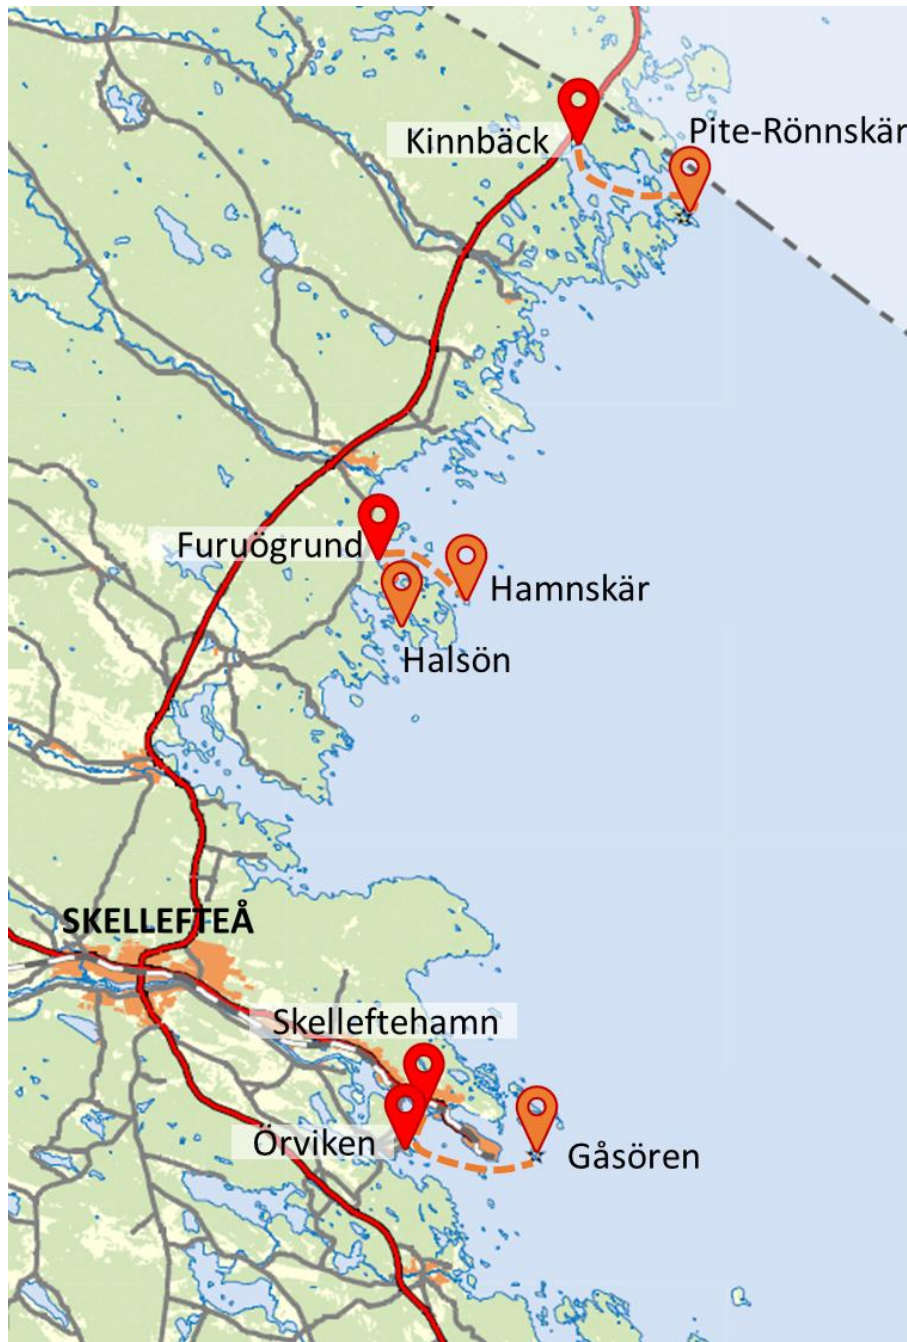 Pite-Rönnskär
Kinnbäck
Furuögrund
Hamnskär
Halsön
SKELLEFTEÅ
Skelleftehamn
Örviken
Gåsören